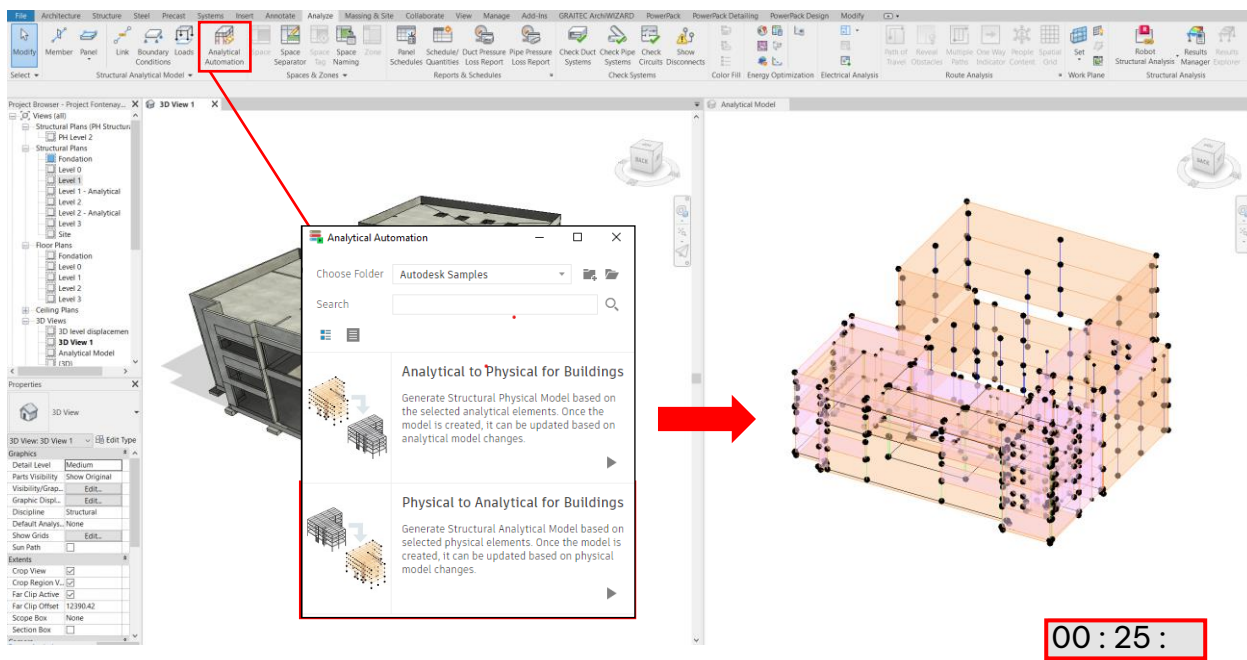 File Architecture Structure Steel Precast Systems Insert Annotate Analyze Massing & Site Collaborate View Manage Add-Ins GRAITEC ArchiWIZARD PowerPack PowerPack Detailing PowerPack Design Modify
Modify Member Panel Link Boundary Loads Analytical Space Space Space Space Zone Panel Schedule/ Duct Pressure Pipe Pressure Check Duct Check Pipe Check Show Path of Reveal Multiple One Way People Spatial Set Robot Results Results
Conditions Automation Separator Tag Naming Schedules Quantities Loss Report Loss Report Systems Systems Circuits Disconnects Travel Obstacles Paths Indicator Content Grid Structural Analysis Manager Explorer
Select Structural Analytical Model Spaces & Zones Reports & Schedules Check Systems Color Fill Energy Optimization Electrical Analysis Route Analysis Work Plane Structural Analysis
Project Browser - Project Fontenay... X 3D View 1 X Analytical Model
Views (all)
Structural Plans (PH Structur
PH Level 2
Structural Plans
Fondation
Level 0
Level 1
Level 1 - Analytical
Level 2
Level 2 - Analytical
Level 3
Site
Floor Plans
Fondation
Level 0
Level 1
Level 2
Level 3
Ceiling Plans
3D Views
3D level displacemen
3D View 1
Analytical Model
{3D}
Properties X
3D View
3D View: 3D View 1 Edit Type
Graphics
Detail Level Medium
Parts Visibility Show Original
Visibility/Grap... Edit...
Graphic Displ... Edit...
Discipline Structural
Default Analys... None
Show Grids Edit...
Sun Path
Extents
Crop View
Crop Region V...
Far Clip Active
Far Clip Offset 12390.42
Scope Box None
Section Box
Camera
BACK
Analytical Automation
Choose Folder Autodesk Samples
Search
Analytical to Physical for Buildings
Generate Structural Physical Model based on
the selected analytical elements. Once the
model is created, it can be updated based on
analytical model changes.
Physical to Analytical for Buildings
Generate Structural Analytical Model based on
selected physical elements. Once the model is
created, it can be updated based on physical
model changes.
BACK
00 : 25 :